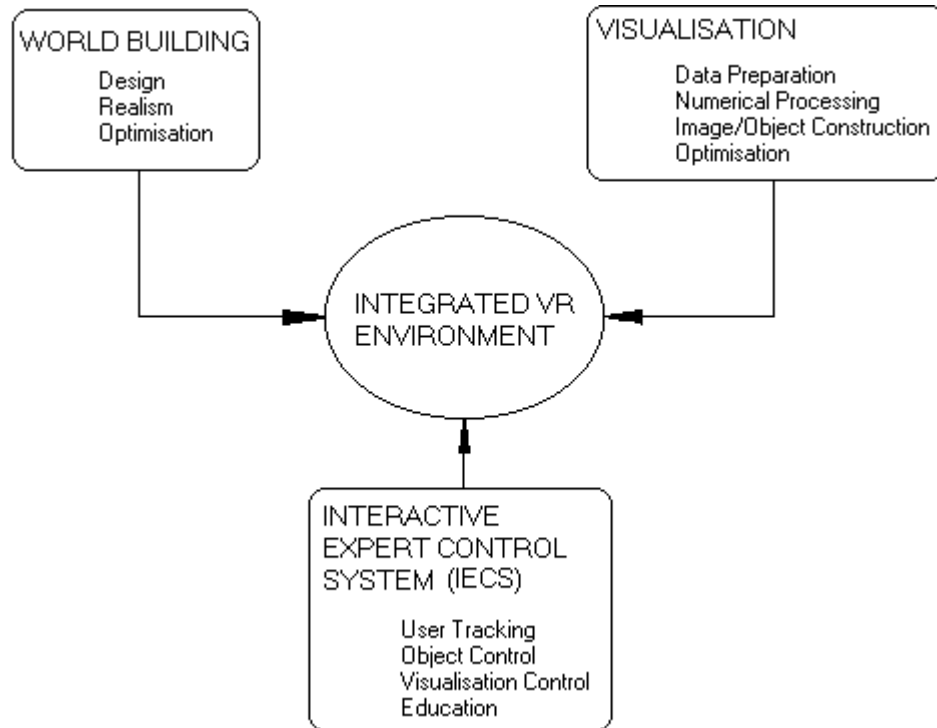 WORLD BUILDING
Design
Realism
Optimisation
VISUALISATION
Data Preparation
Numerical Processing
Image/Object Construction
Optimisation
INTEGRATED VR
ENVIRONMENT
INTERACTIVE
EXPERT CONTROL
SYSTEM (IECS)
User Tracking
Object Control
Visualisation Control
Education